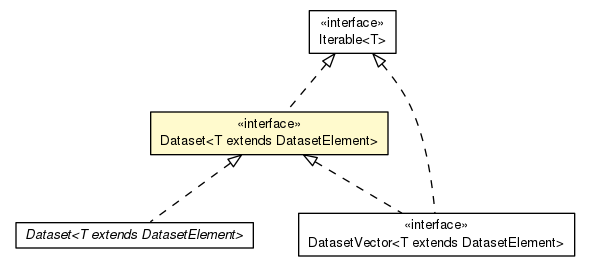 «interface»
Iterable<T>
«interface»
Dataset<T extends DatasetElement>
Dataset<T extends DatasetElement>
«interface»
DatasetVector<T extends DatasetElement>